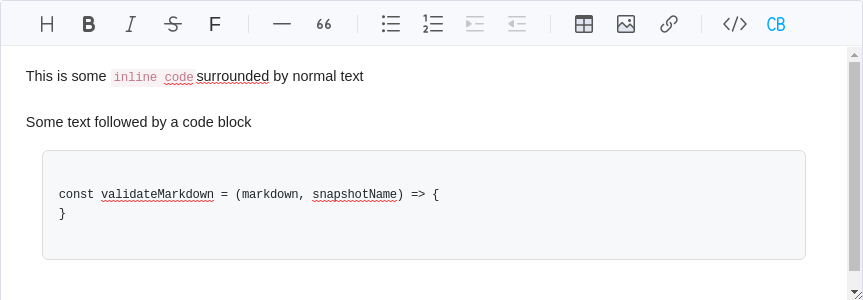 H B I S F — 66 </> CB
This is some inline code surrounded by normal text
Some text followed by a code block
const validateMarkdown = (markdown, snapshotName) => {
}